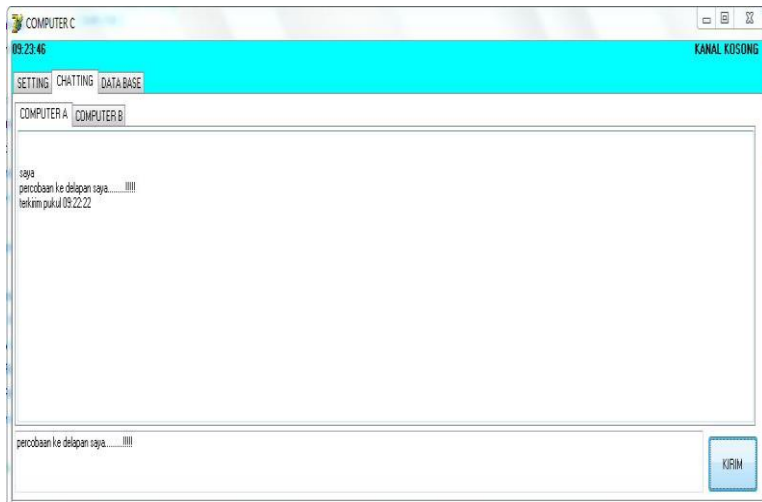 COMPUTER C
09:23:46 KANAL KOSONG
SETTING CHATTING DATA BASE
COMPUTER A COMPUTER B
saya
percobaan ke delapan saya.........!!!!!
terkirim pukul 09:22:22
percobaan ke delapan saya.........!!!!!
KIRIM